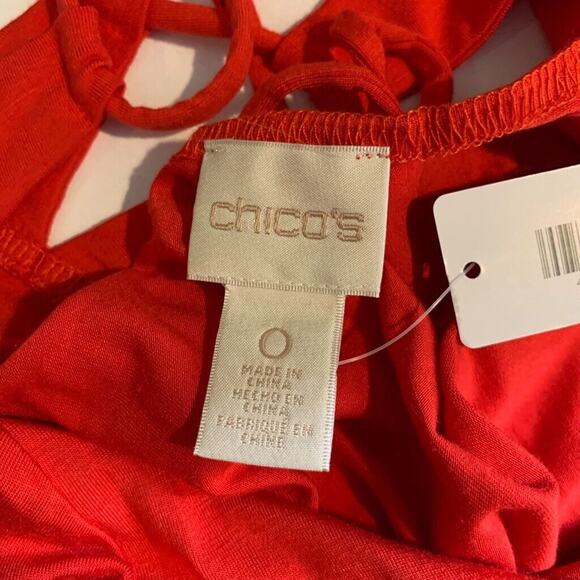 chico's
0
MADE IN
CHINA
HECHO EN
CHINA
FABRIQUÉ EN
CHINE